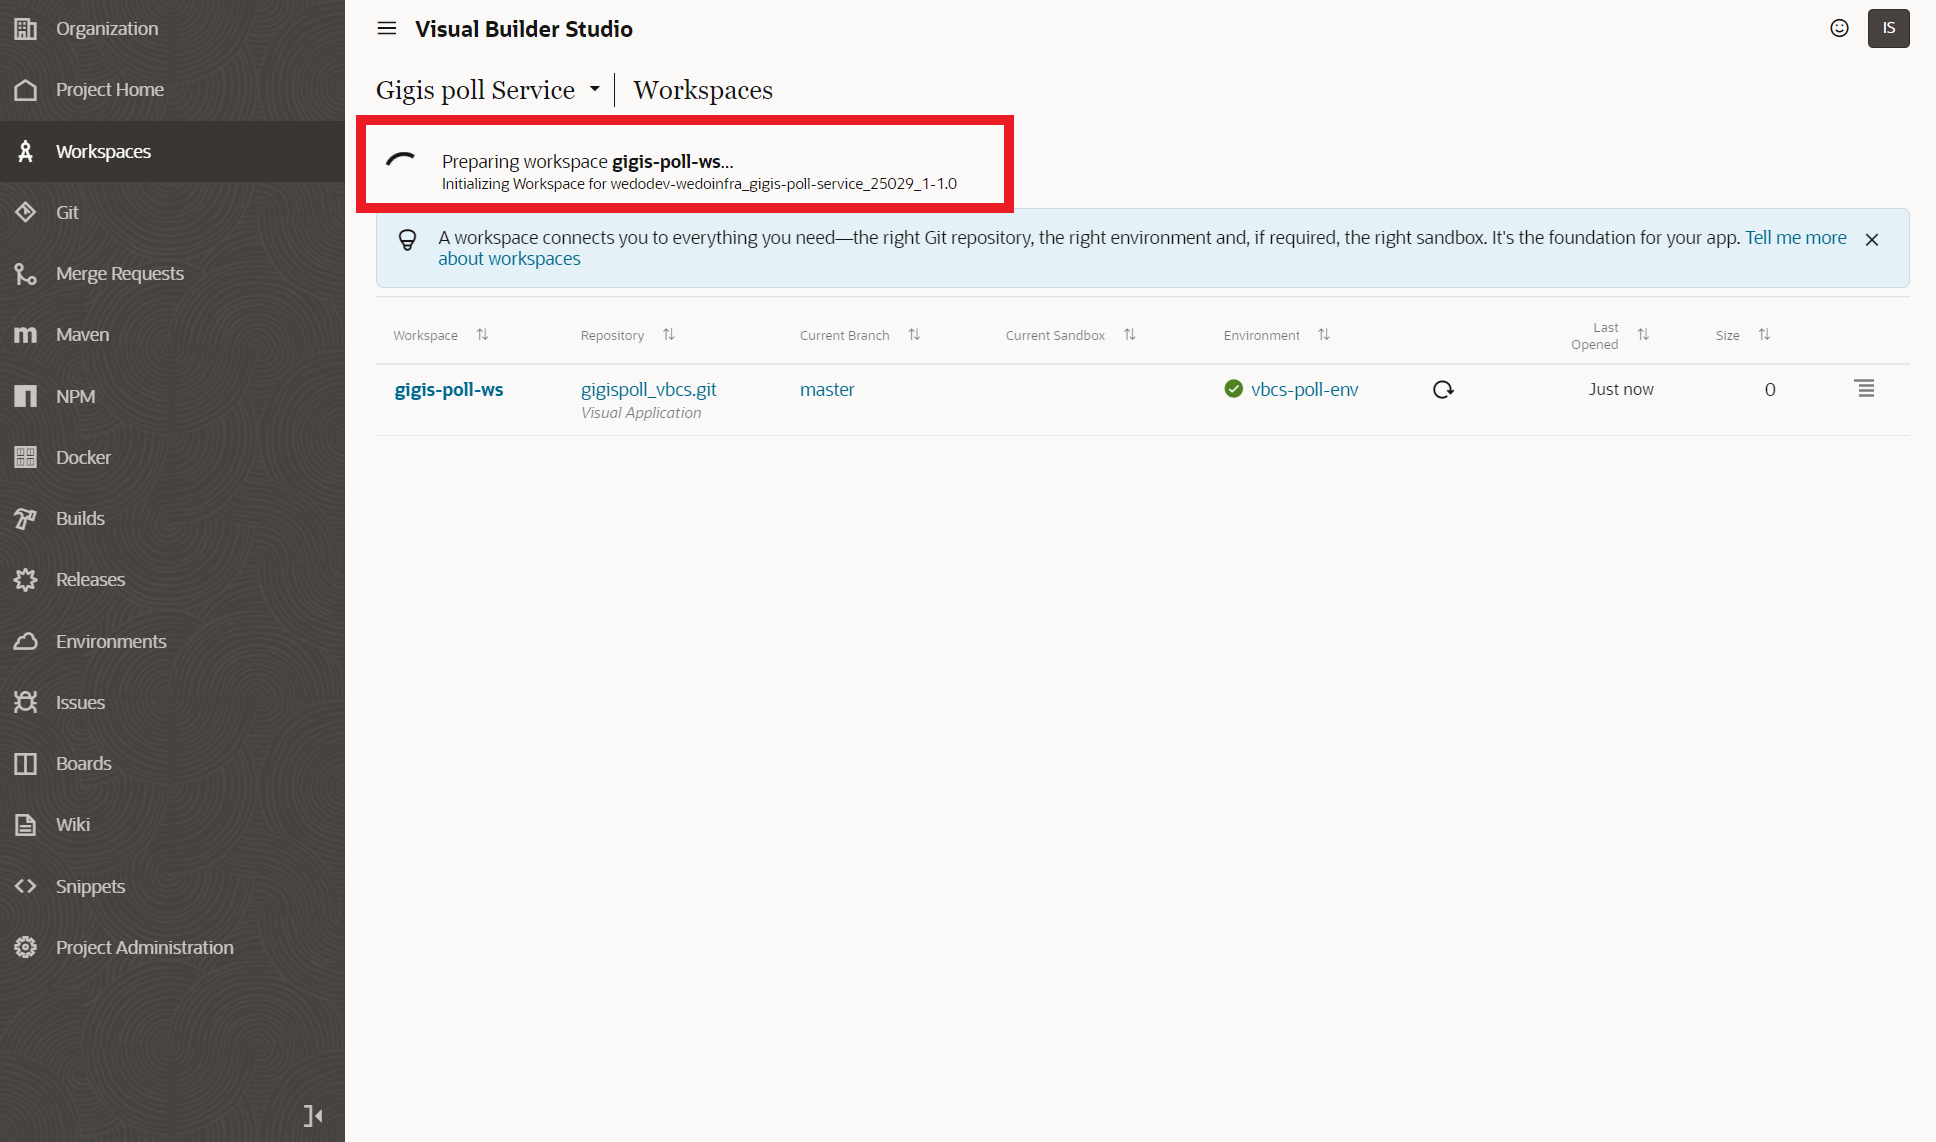 Organization
Project Home
Workspaces
Git
Merge Requests
Maven
NPM
Docker
Builds
Releases
Environments
Issues
Boards
Wiki
Snippets
Project Administration
Visual Builder Studio
IS
Gigis poll Service
Workspaces
Preparing workspace gigis-poll-ws...
Initializing Workspace for wedodev-wedoinfra_gigis-poll-service_25029_1-1.0
A workspace connects you to everything you need—the right Git repository, the right environment and, if required, the right sandbox. It's the foundation for your app. Tell me more
about workspaces
Workspace Repository Current Branch Current Sandbox Environment Last Opened Size
gigis-poll-ws gigispoll_vbcs.git master vbcs-poll-env Just now 0
Visual Application